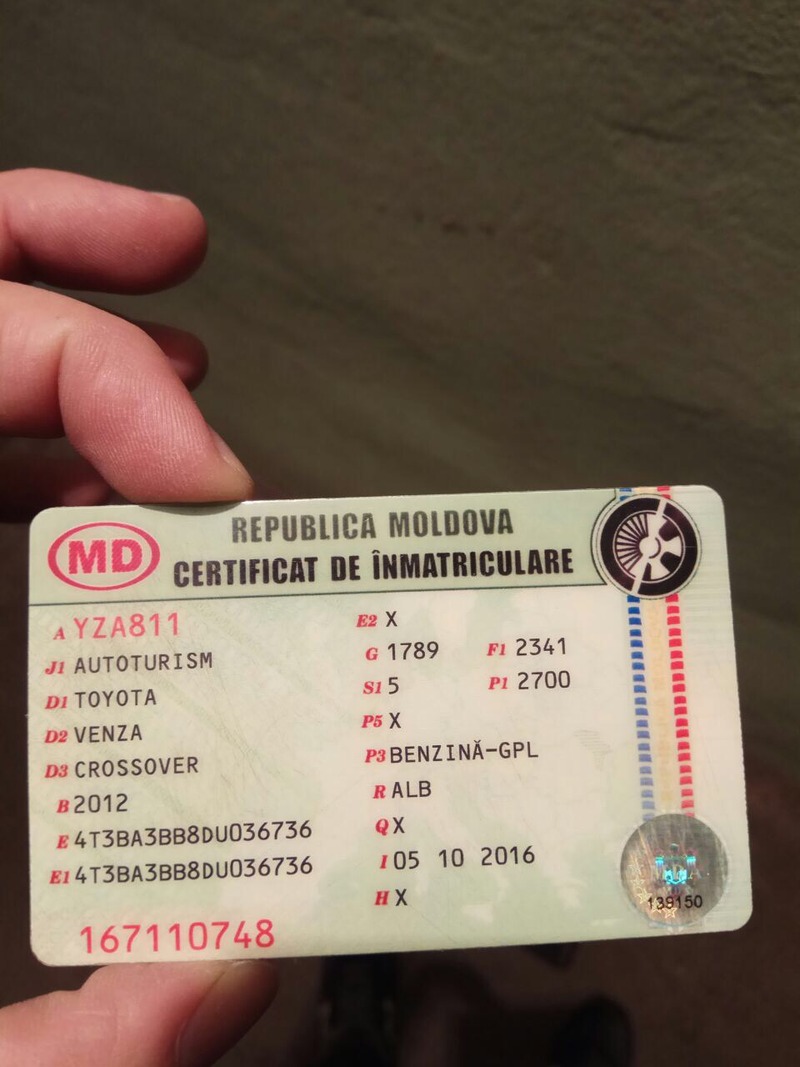 MD
REPUBLICA MOLDOVA
CERTIFICAT DE ÎNMATRICULARE
A YZA811
J1 AUTOTURISM
D1 TOYOTA
D2 VENZA
D3 CROSSOVER
B 2012
E 4T3BA3BB8DU036736
E1 4T3BA3BB8DU036736
167110748
E2 X
G 1789 F1 2341
S1 5 P1 2700
P5 X
P3 BENZINĂ-GPL
R ALB
Q X
I 05 10 2016
H X
139150